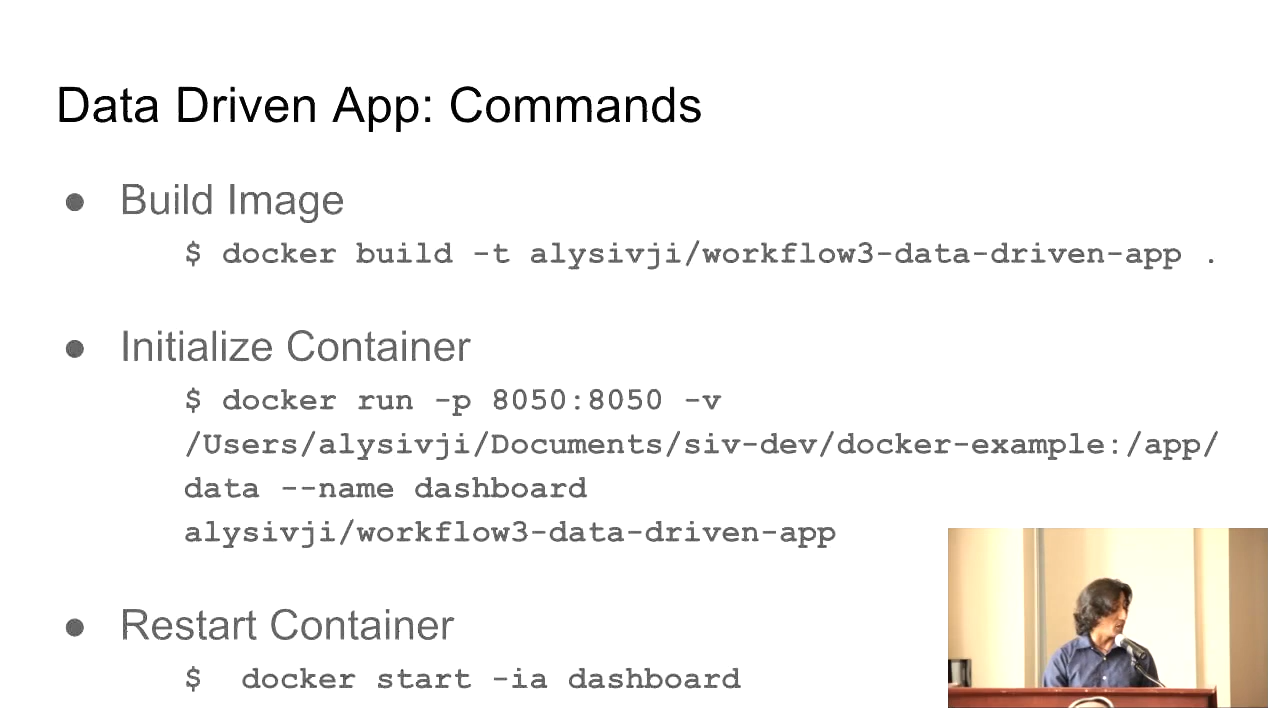 Data Driven App: Commands
● Build Image
$ docker build -t alysivji/workflow3-data-driven-app .
● Initialize Container
$ docker run -p 8050:8050 -v
/Users/alysivji/Documents/siv-dev/docker-example:/app/
data --name dashboard
alysivji/workflow3-data-driven-app
● Restart Container
$  docker start -ia dashboard